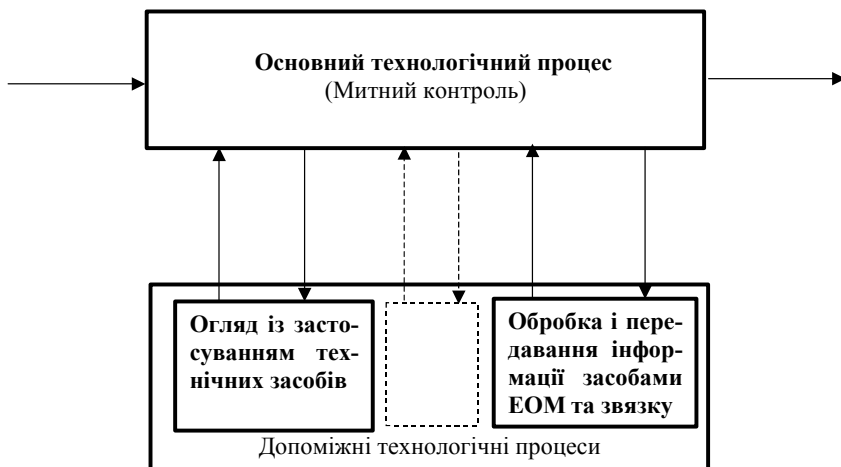 Основний технологічний процес
(Митний контроль)
Огляд із засто-
суванням тех-
нічних засобів
Обробка і пере-
давання інфор-
мації засобами
ЕОМ та звязку
Допоміжні технологічні процеси